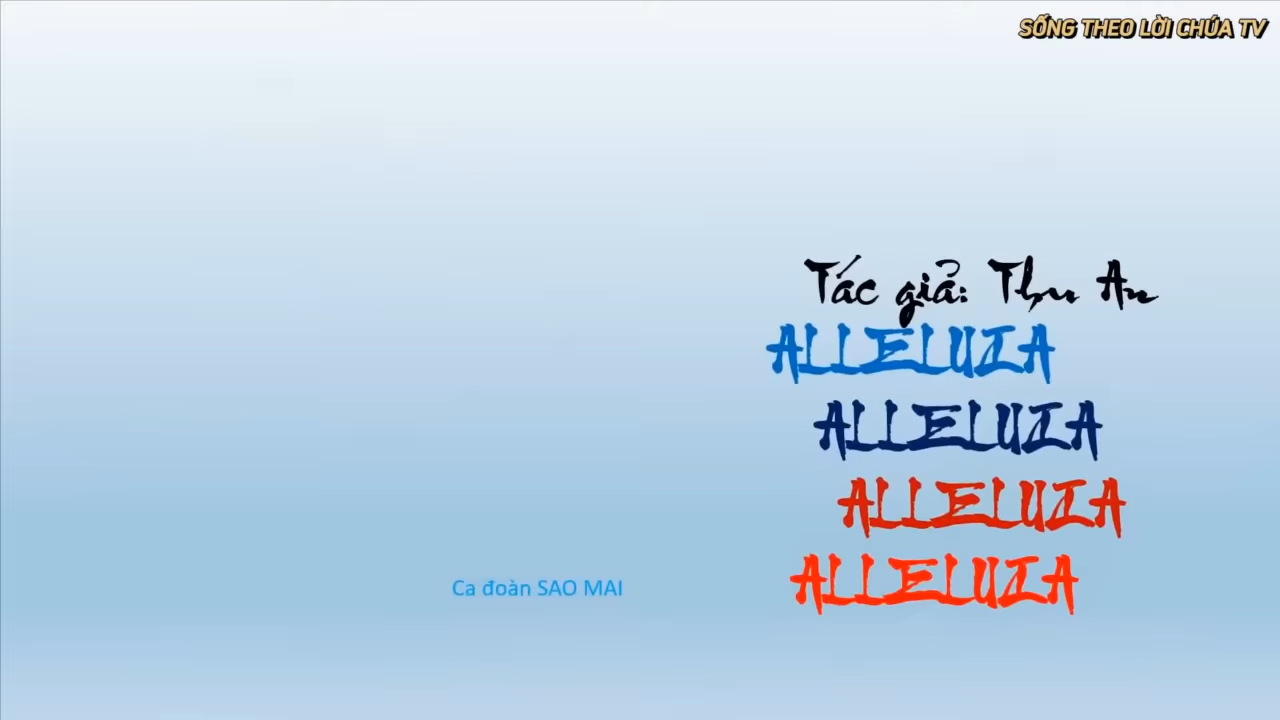 SỐNG THEO LỜI CHÚA TV
Tác giả: Thu An
ALLELUIA
ALLELUIA
ALLELUIA
ALLELUIA
Ca đoàn SAO MAI